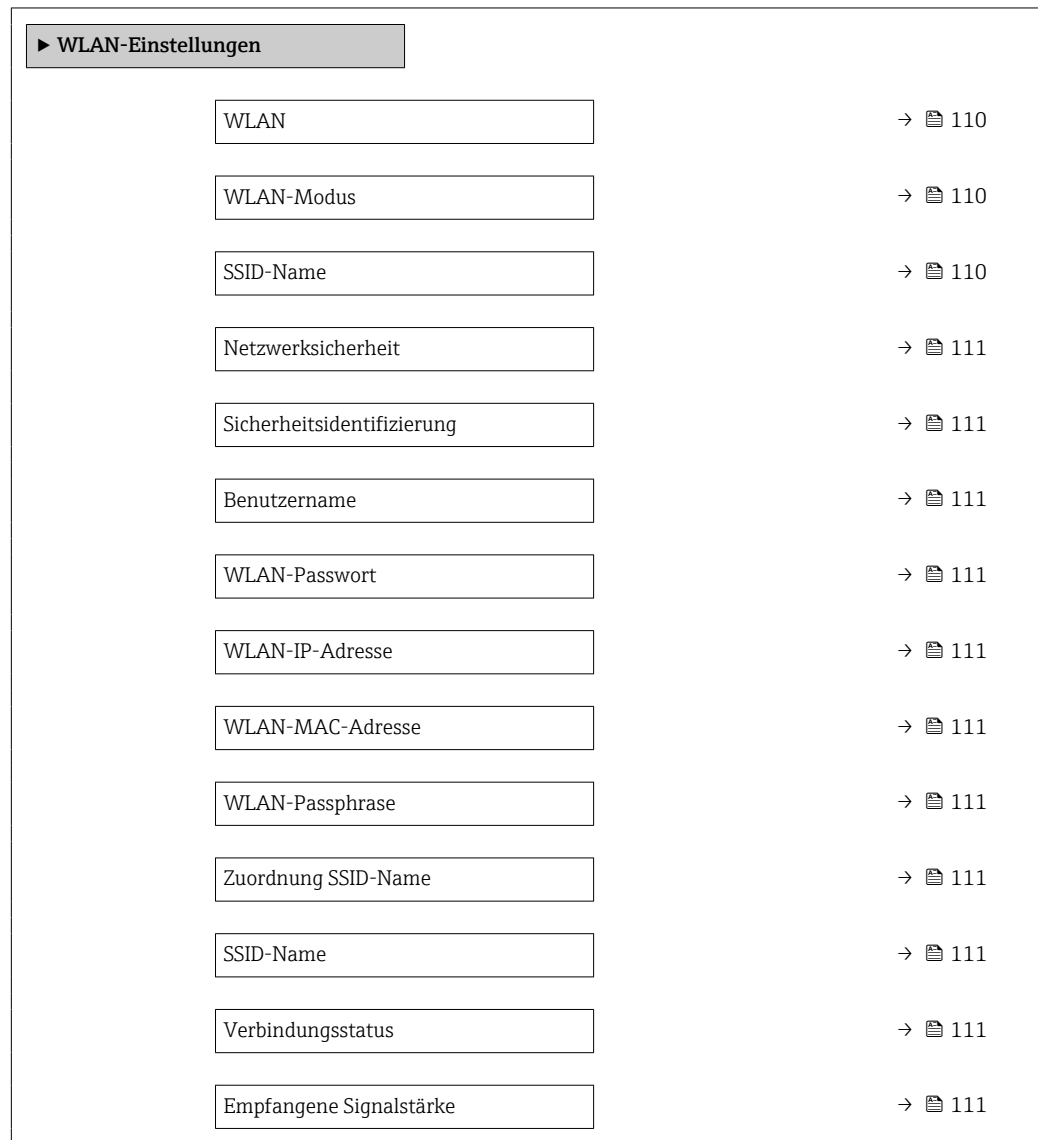 ▶ WLAN-Einstellungen
WLAN → 110
WLAN-Modus → 110
SSID-Name → 110
Netzwerksicherheit → 111
Sicherheitsidentifizierung → 111
Benutzername → 111
WLAN-Passwort → 111
WLAN-IP-Adresse → 111
WLAN-MAC-Adresse → 111
WLAN-Passphrase → 111
Zuordnung SSID-Name → 111
SSID-Name → 111
Verbindungsstatus → 111
Empfangene Signalstärke → 111